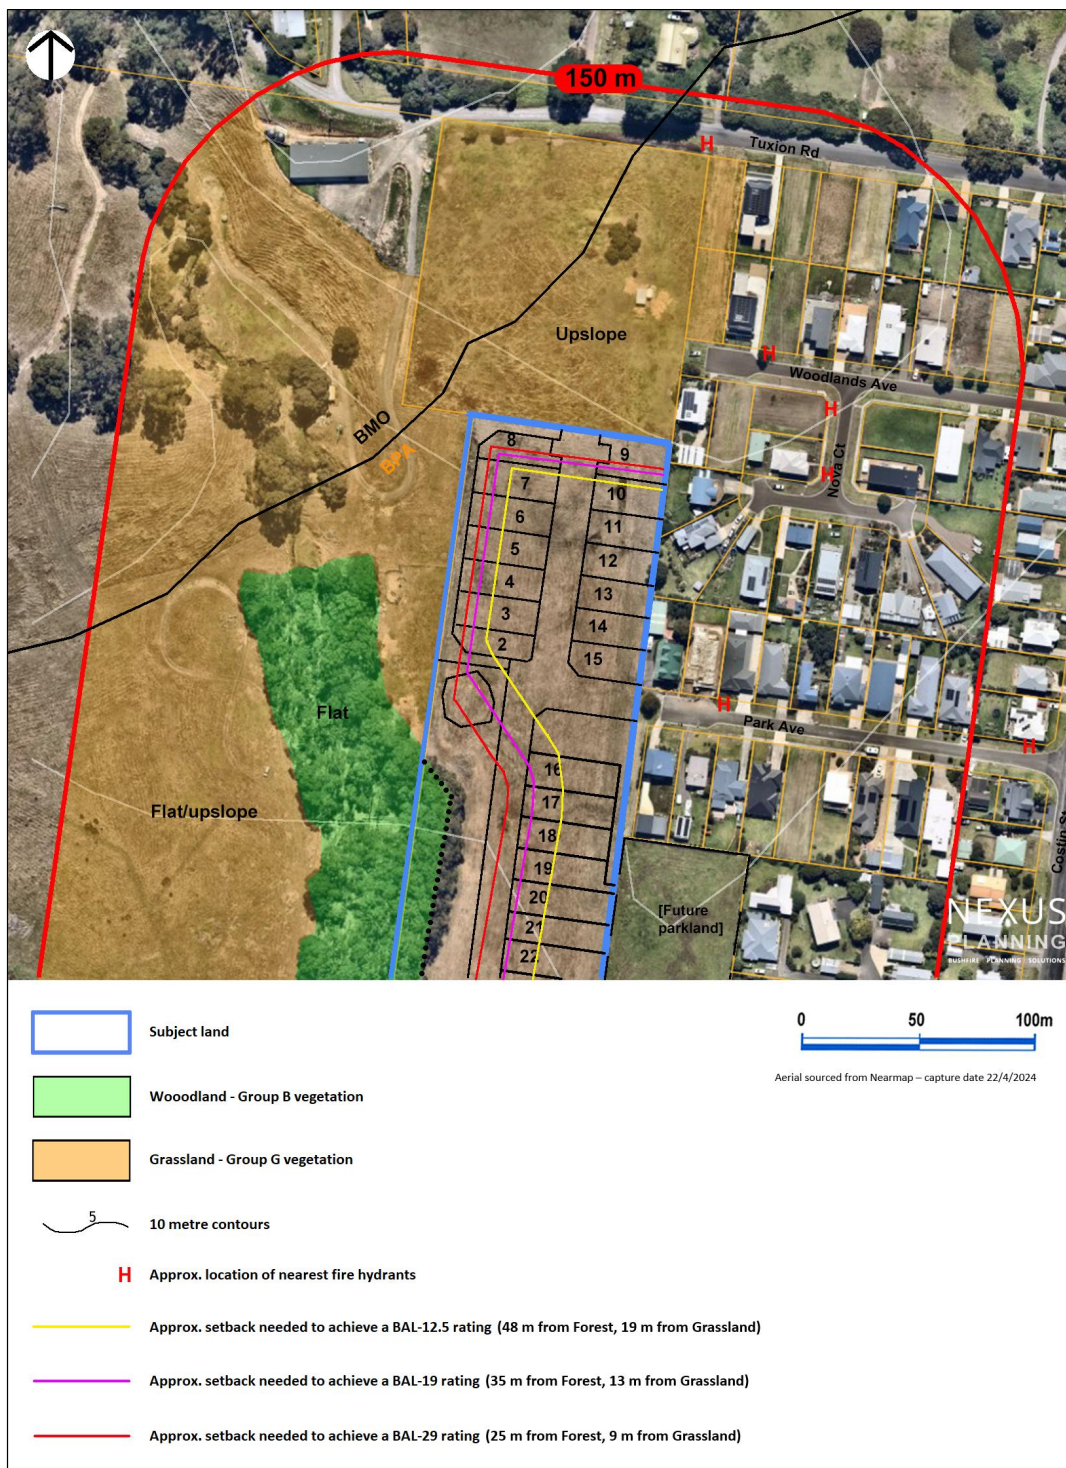 150 m
H
Tuxion Rd
Upslope
H
Woodlands Ave
H
BMO
BPA
8
9
H
Nova Ct
7
10
6
11
5
12
4
13
3
14
2
15
H
Flat
Park Ave
H
16
Flat/upslope
17
18
Costin St
19
20
[Future
parkland]
21
22
NEXUS
PLANNING
BUSHFIRE PLANNING SOLUTIONS
Subject land
0 50 100m
Aerial sourced from Nearmap – capture date 22/4/2024
Wooodland - Group B vegetation
Grassland - Group G vegetation
5
10 metre contours
H
Approx. location of nearest fire hydrants
Approx. setback needed to achieve a BAL-12.5 rating (48 m from Forest, 19 m from Grassland)
Approx. setback needed to achieve a BAL-19 rating (35 m from Forest, 13 m from Grassland)
Approx. setback needed to achieve a BAL-29 rating (25 m from Forest, 9 m from Grassland)